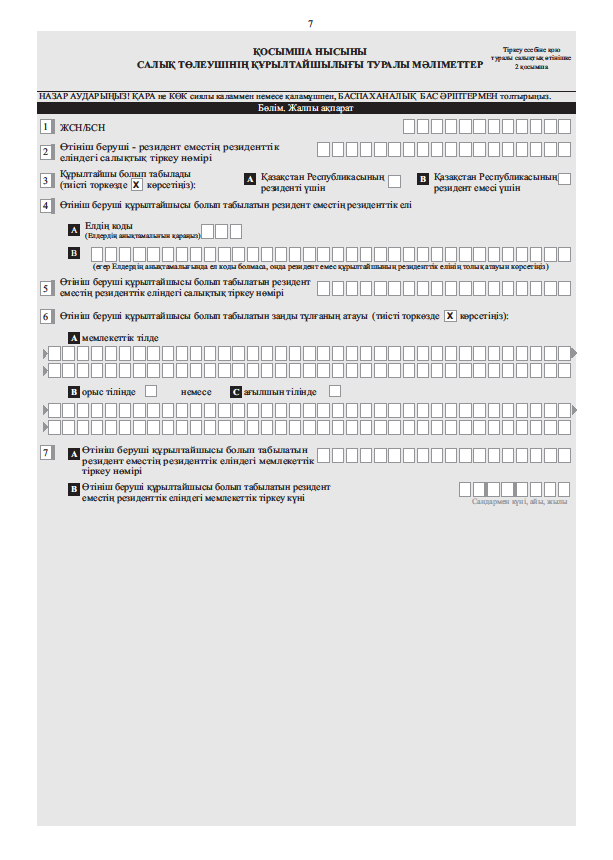 7
ҚОСЫМША НЫСЫНЫ
САЛЫҚ ТӨЛЕУШІНІҢ ҚҰРЫЛТАЙШЫЛЫҒЫ ТУРАЛЫ МӘЛІМЕТТЕР
Тіркеу есебіне қою
туралы салықтық өтінішке
2 қосымша
НАЗАР АУДАРЫҢЫЗ! ҚАРА не КӨК сиялы каламмен немесе қаламұшпен, БАСПАХАНАЛЫҚ БАС ӘРІПТЕРМЕН толтырыңыз.
Бөлім. Жалпы ақпарат
1 ЖСН/БСН
2 Өтініш беруші - резидент еместің резиденттік
еліндегі салықтық тіркеу нөмірі
3 Құрылтайшы болып табылады
(тиісті торкөзде X көрсетіңіз):
A Қазақстан Республикасының
резиденті үшін
B Қазақстан Республикасының
резидент емесі үшін
4 Өтініш беруші құрылтайшысы болып табылатын резидент еместің резиденттік елі
A Елдің коды
(Елдердің анықтамалығын қараңыз)
B
(егер Елдердің анықтамалығында ел коды болмаса, онда резидент емес құрылтайшының резиденттік елінің толық атауын көрсетіңіз)
5 Өтініш беруші құрылтайшысы болып табылатын резидент
еместің резиденттік еліндегі салықтық тіркеу нөмірі
6 Өтініш беруші құрылтайшысы болып табылатын заңды тұлғаның атауы (тиісті торкөзде X көрсетіңіз):
A мемлекеттік тілде
B орыс тілінде немесе C ағылшын тілінде
7 A Өтініш беруші құрылтайшысы болып табылатын
резидент еместің резиденттік еліндегі мемлекеттік
тіркеу нөмірі
B Өтініш беруші құрылтайшысы болып табылатын резидент
еместің резиденттік еліндегі мемлекеттік тіркеу күні
Сандармен күні, айы, жылы